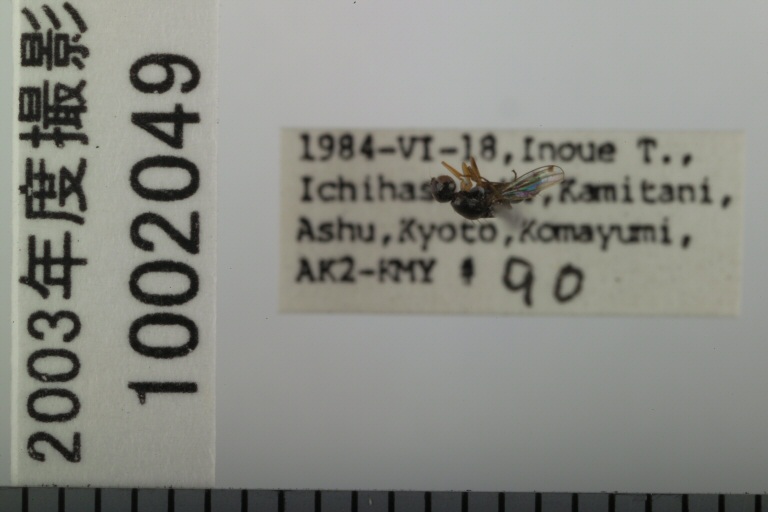 2003年度撮影
1002049
1984-VI-18,Inoue T.,
Ichihas ,Kamitani,
Ashu,Kyoto,Komayumi,
AK2-KMY # 90